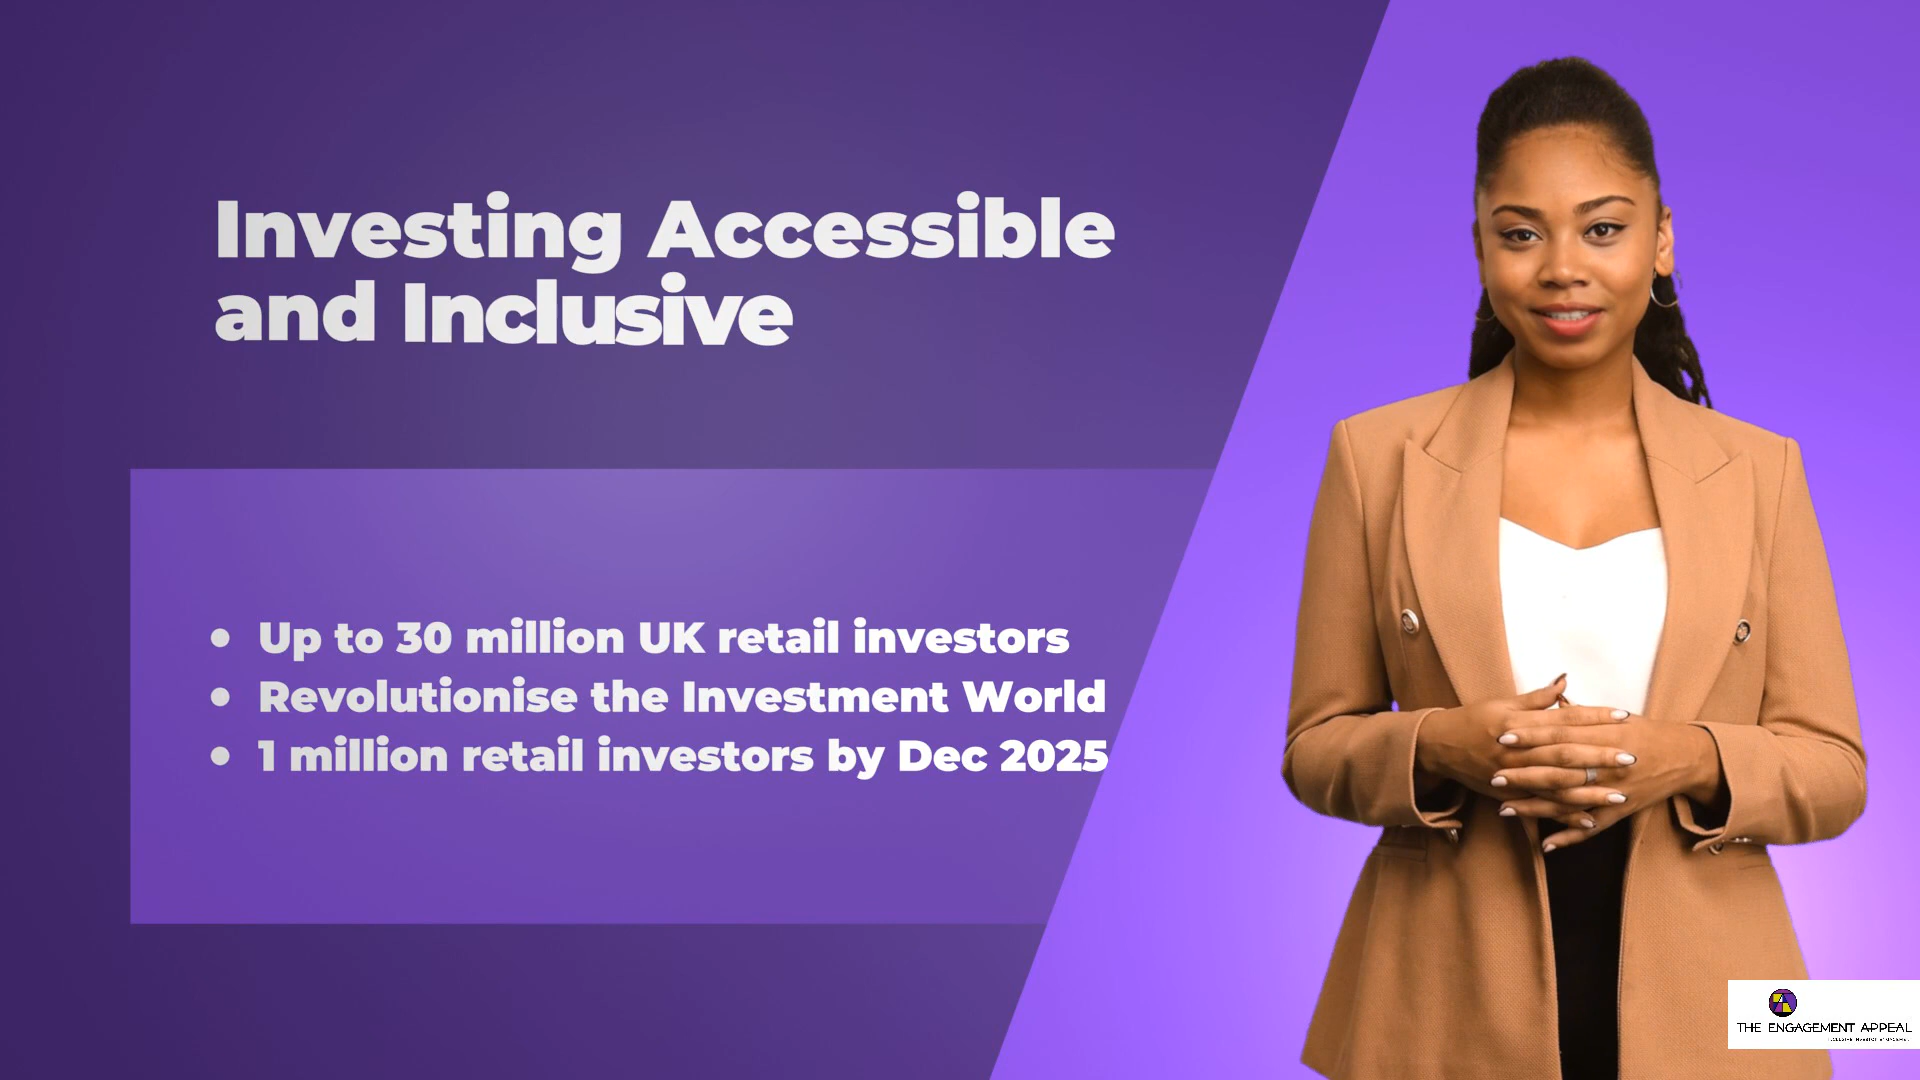 Investing Accessible
and Inclusive
• Up to 30 million UK retail investors
• Revolutionise the Investment World
• 1 million retail investors by Dec 2025
THE ENGAGEMENT APPEAL